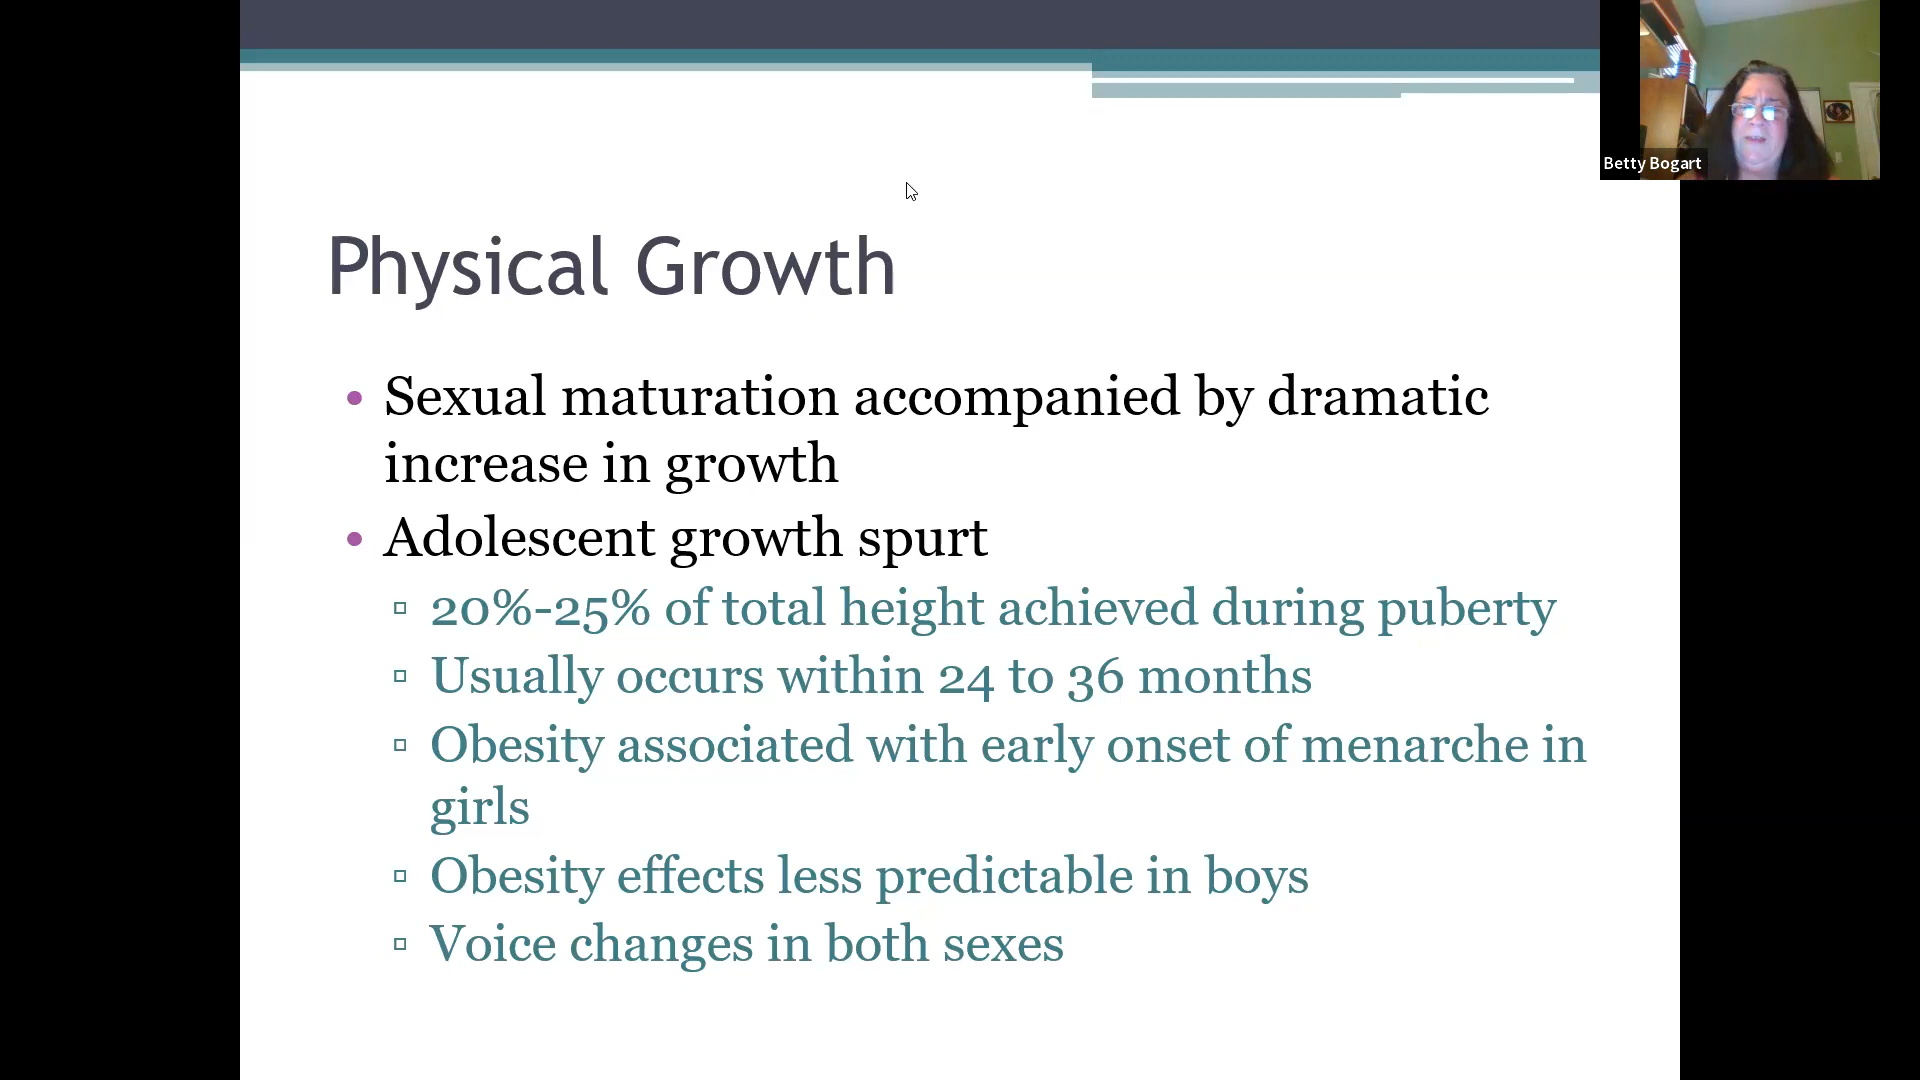 Betty Bogart
Physical Growth
• Sexual maturation accompanied by dramatic
increase in growth
• Adolescent growth spurt
▫ 20%-25% of total height achieved during puberty
▫ Usually occurs within 24 to 36 months
▫ Obesity associated with early onset of menarche in
girls
▫ Obesity effects less predictable in boys
▫ Voice changes in both sexes